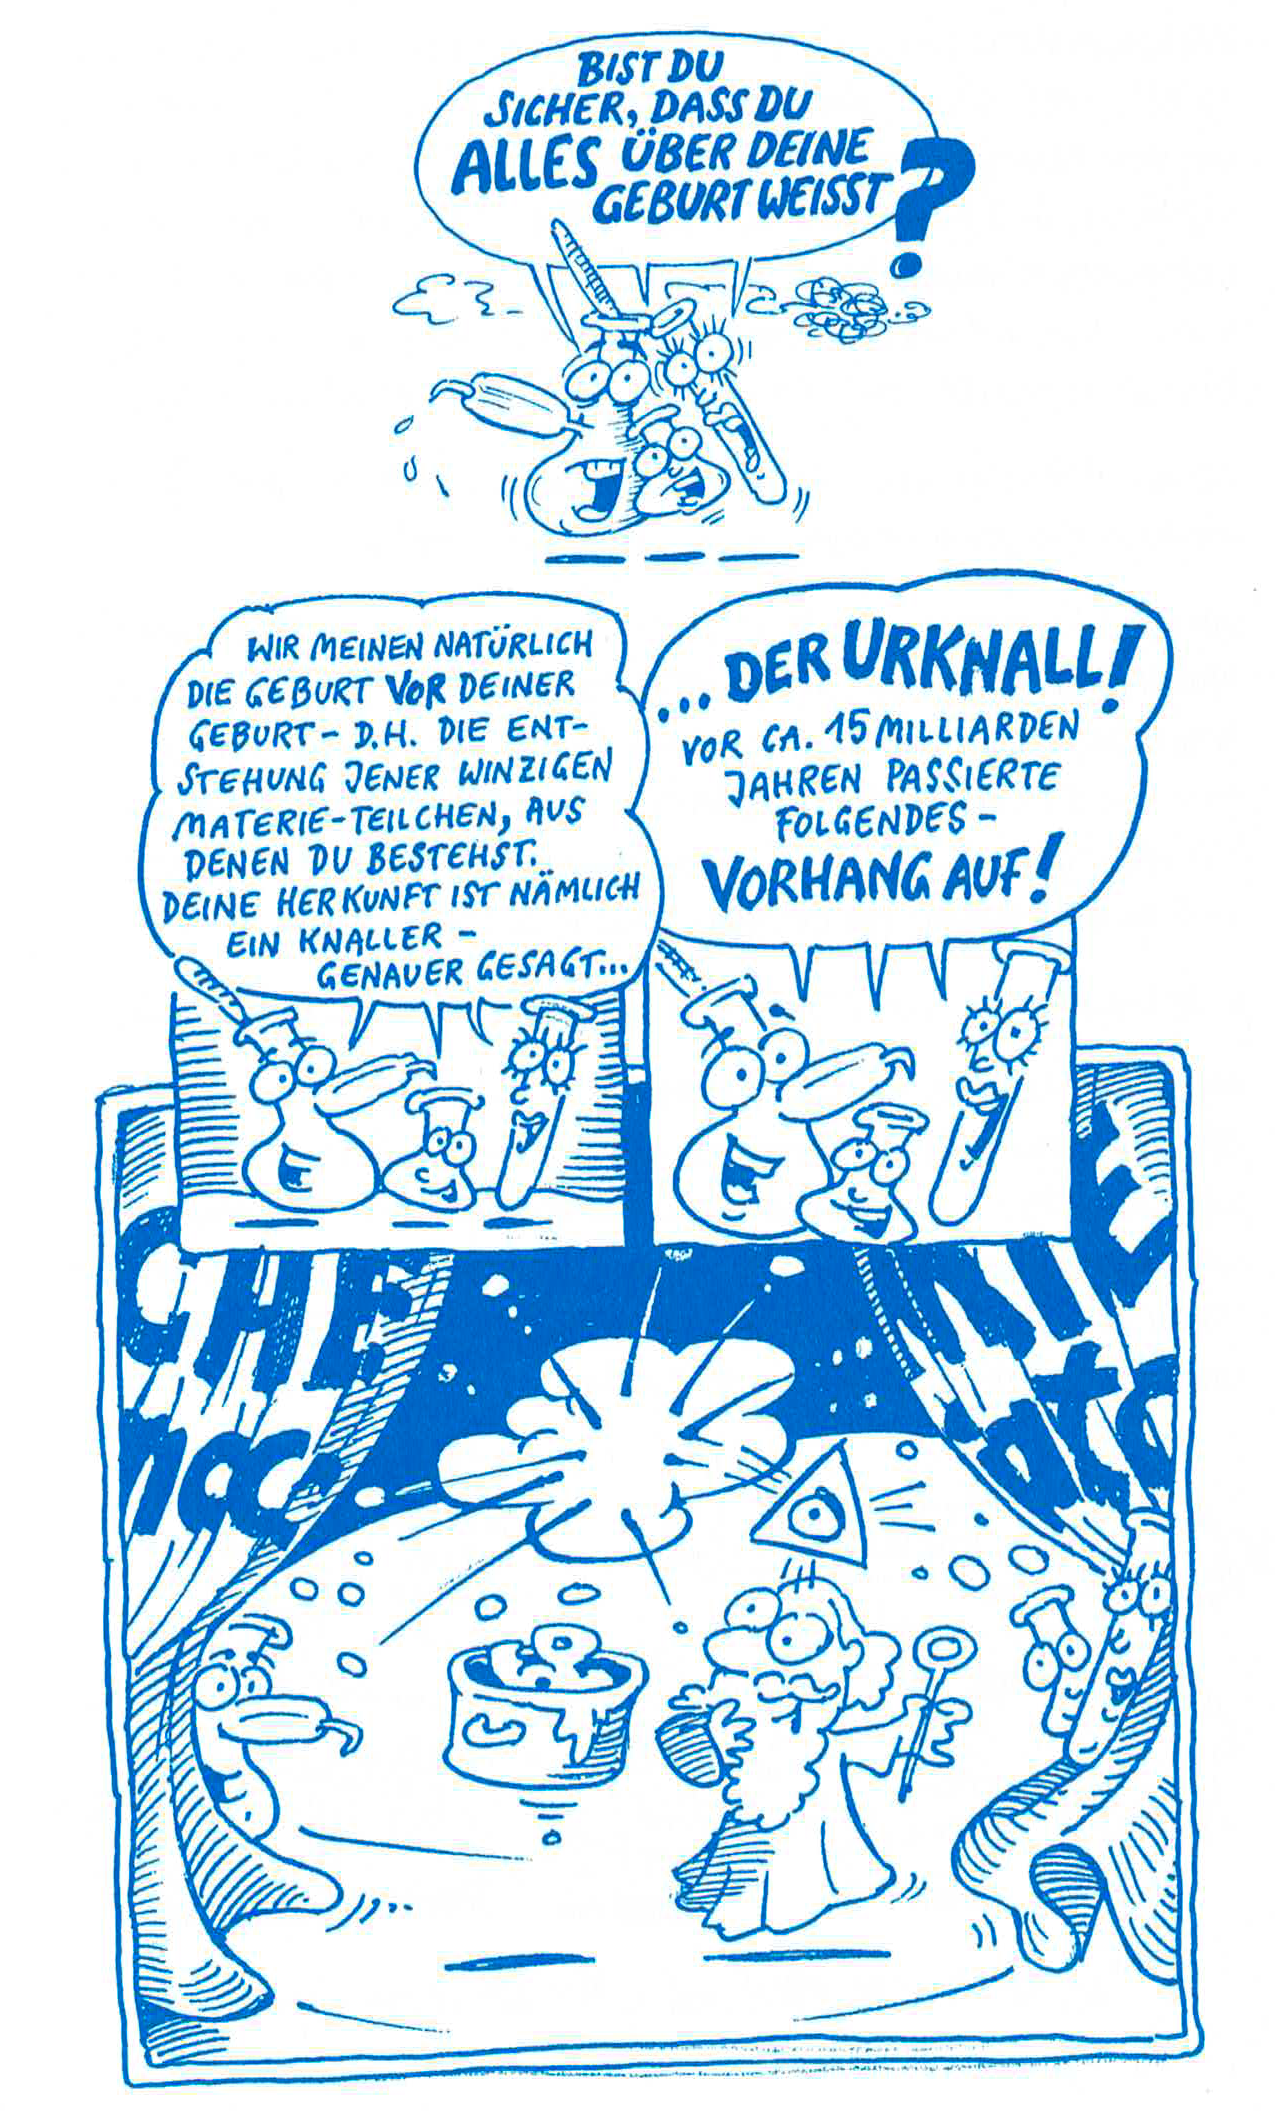 BIST DU
SICHER, DASS DU
ALLES ÜBER DEINE
GEBURT WEISST?
WIR MEINEN NATÜRLICH
DIE GEBURT VOR DEINER
GEBURT - D.H. DIE ENT-
STEHUNG JENER WINZIGEN
MATERIE-TEILCHEN, AUS
DENEN DU BESTEHST.
DEINE HERKUNFT IST NÄMLICH
EIN KNALLER -
GENAUER GESAGT...
...DER URKNALL!
VOR CA. 15 MILLIARDEN
JAHREN PASSIERTE
FOLGENDES -
VORHANG AUF!
CHE